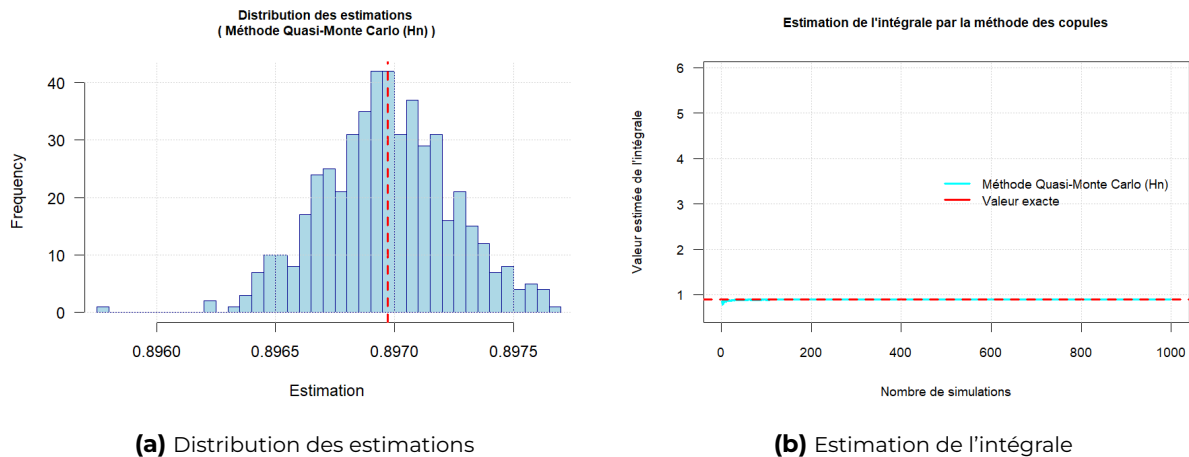 Distribution des estimations
( Méthode Quasi-Monte Carlo (Hn) )
Frequency
40
30
20
10
0
0.8960
0.8965
0.8970
0.8975
Estimation
(a) Distribution des estimations
Estimation de l'intégrale par la méthode des copules
Valeur estimée de l'intégrale
6
5
4
3
2
1
Méthode Quasi-Monte Carlo (Hn)
Valeur exacte
0
200
400
600
800
1000
Nombre de simulations
(b) Estimation de l'intégrale